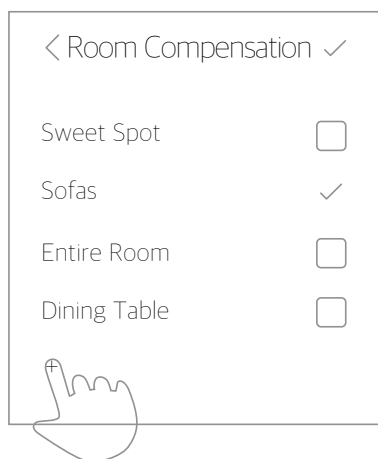 Room Compensation
Sweet Spot
Sofas
Entire Room
Dining Table
+